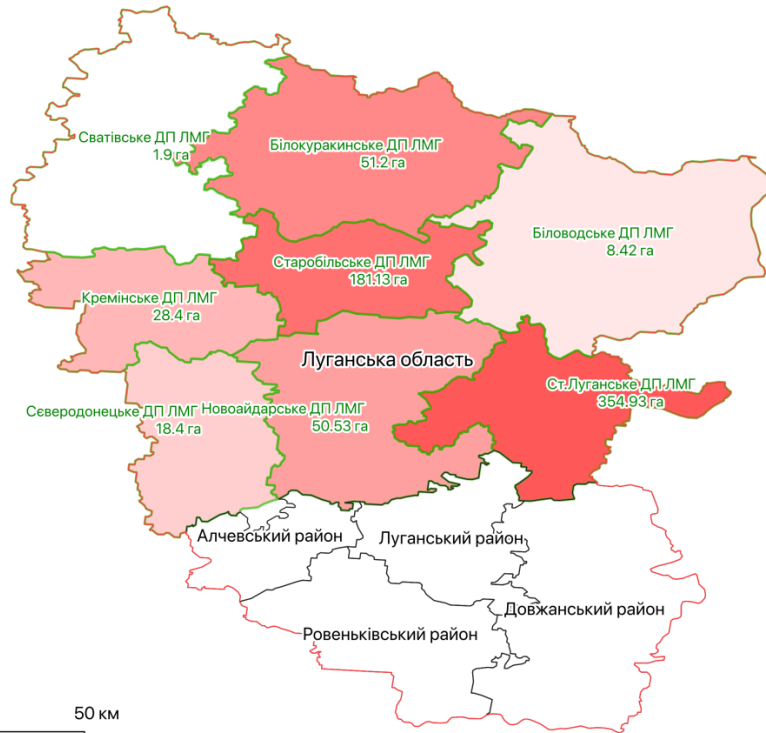 Сватівське ДП ЛМГ
1.9 га
Білокуракинське ДП ЛМГ
51.2 га
Біловодське ДП ЛМГ
8.42 га
Старобільське ДП ЛМГ
181.13 га
Кремінське ДП ЛМГ
28.4 га
Луганська область
Ст.Луганське ДП ЛМГ
354.93 га
Сєверодонецьке ДП ЛМГ
18.4 га
Новоайдарське ДП ЛМГ
50.53 га
Алчевський район
Луганський район
Довжанський район
Ровеньківський район
50 км